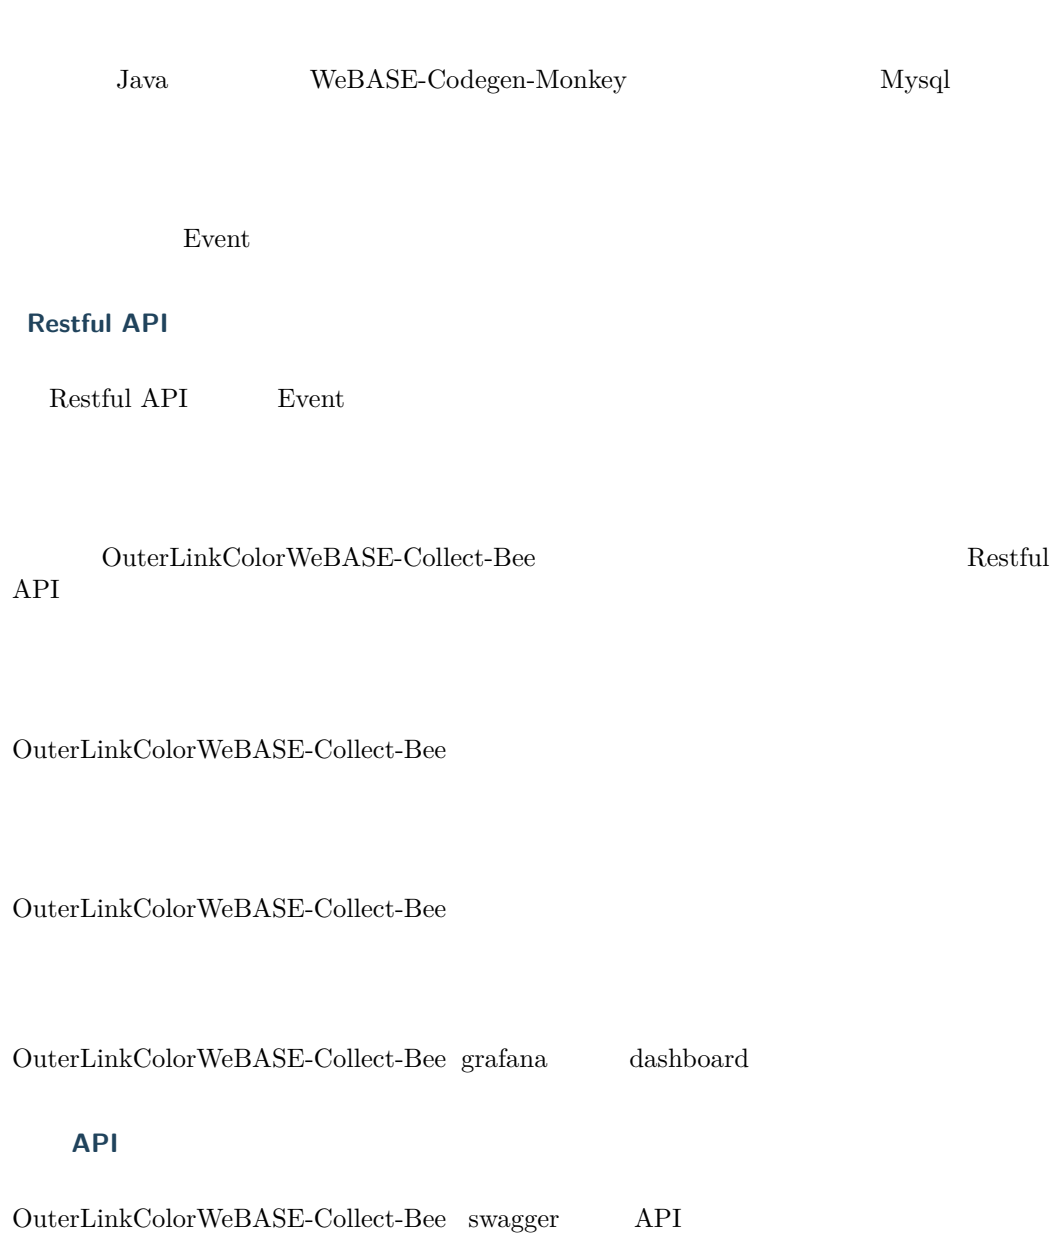 Java WeBASE-Codegen-Monkey Mysql
Event
Restful API
Restful API Event
OuterLinkColorWeBASE-Collect-Bee Restful
API
OuterLinkColorWeBASE-Collect-Bee
OuterLinkColorWeBASE-Collect-Bee
OuterLinkColorWeBASE-Collect-Bee grafana dashboard
API
OuterLinkColorWeBASE-Collect-Bee swagger API